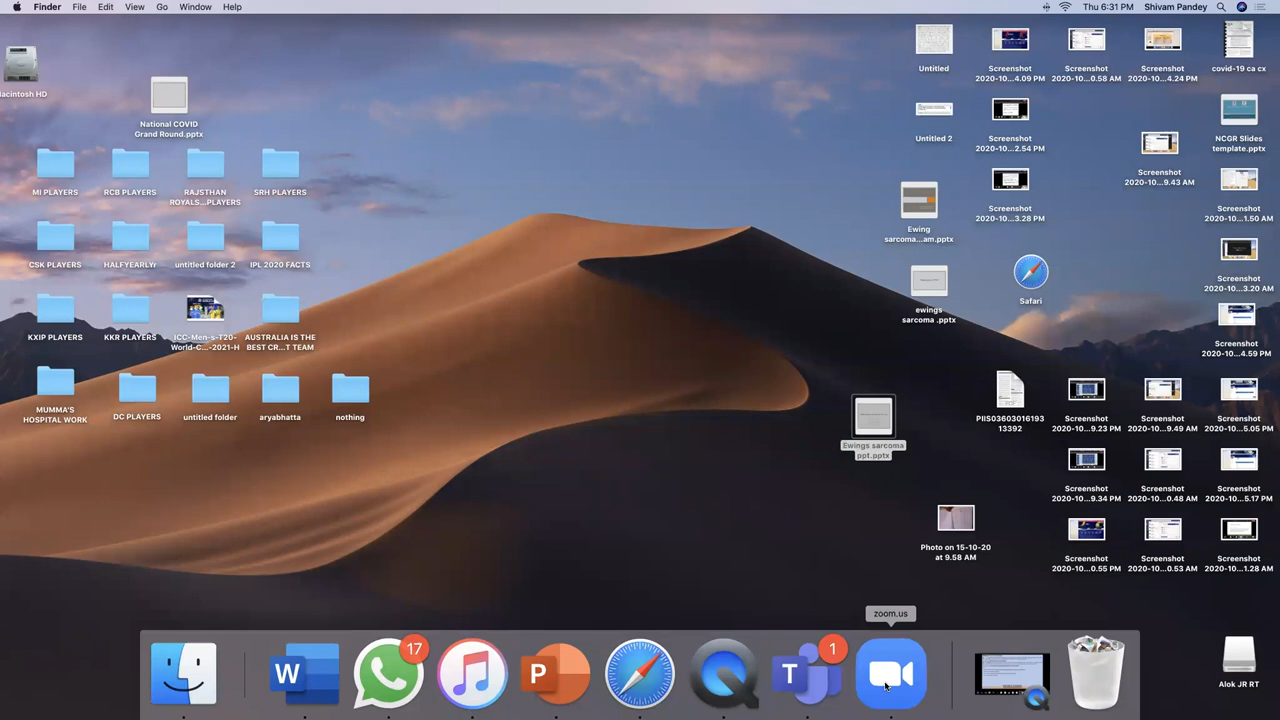 Finder File Edit View Go Window Help
Thu 6:31 PM Shivam Pandey
acintosh HD
National COVID
Grand Round.pptx
MI PLAYERS
RCB PLAYERS
RAJSTHAN
ROYALS...PLAYERS
SRH PLAYERS
CSK PLAYERS
HALFYEARLYr
untitled folder 2
IPL 2020 FACTS
KXIP PLAYERS
KKR PLAYERS
ICC-Men-s-T20-
World-C...-2021-H
AUSTRALIA IS THE
BEST CR...T TEAM
MUMMA'S
HOSPITAL WORK
DC PLAYERS
untitled folder
aryabhatta
nothing
Untitled
Screenshot
2020-10...4.09 PM
Screenshot
2020-10...0.58 AM
Screenshot
2020-10...4.24 PM
covid-19 ca cx
Untitled 2
Screenshot
2020-10...2.54 PM
Screenshot
2020-10...9.43 AM
NCGR Slides
template.pptx
Ewing
sarcoma...am.pptx
Screenshot
2020-10...3.28 PM
Screenshot
2020-10...1.50 AM
ewings
sarcoma .pptx
Safari
Screenshot
2020-10...3.20 AM
Screenshot
2020-10...4.59 PM
Ewings sarcoma
ppt.pptx
PDF
PIIS03603016193
13392
Screenshot
2020-10...9.23 PM
Screenshot
2020-10...9.49 AM
Screenshot
2020-10...5.05 PM
Screenshot
2020-10...9.34 PM
Screenshot
2020-10...0.48 AM
Screenshot
2020-10...5.17 PM
Photo on 15-10-20
at 9.58 AM
Screenshot
2020-10...0.55 PM
Screenshot
2020-10...0.53 AM
Screenshot
2020-10...1.28 AM
zoom.us
W
17
P
T
1
Alok JR RT